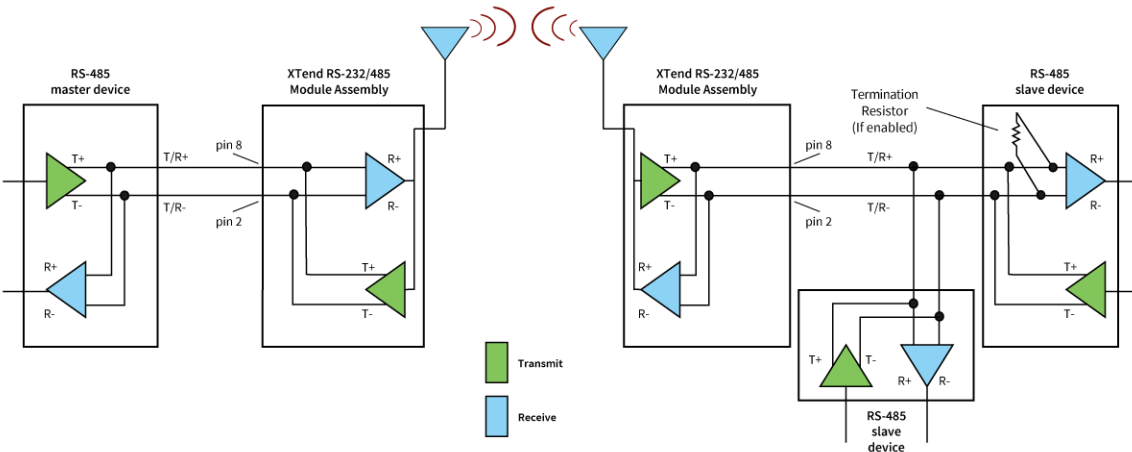 RS-485
master device
XTend RS-232/485
Module Assembly
XTend RS-232/485
Module Assembly
RS-485
slave device
Termination
Resistor
(If enabled)
T+
T-
R+
R-
T/R+
T/R-
pin 8
pin 2
R+
R-
T+
T-
T+
T-
R+
R-
pin 8
pin 2
T/R+
T/R-
R+
R-
T+
T-
T+
T-
R+
R-
RS-485
slave
device
Transmit
Receive